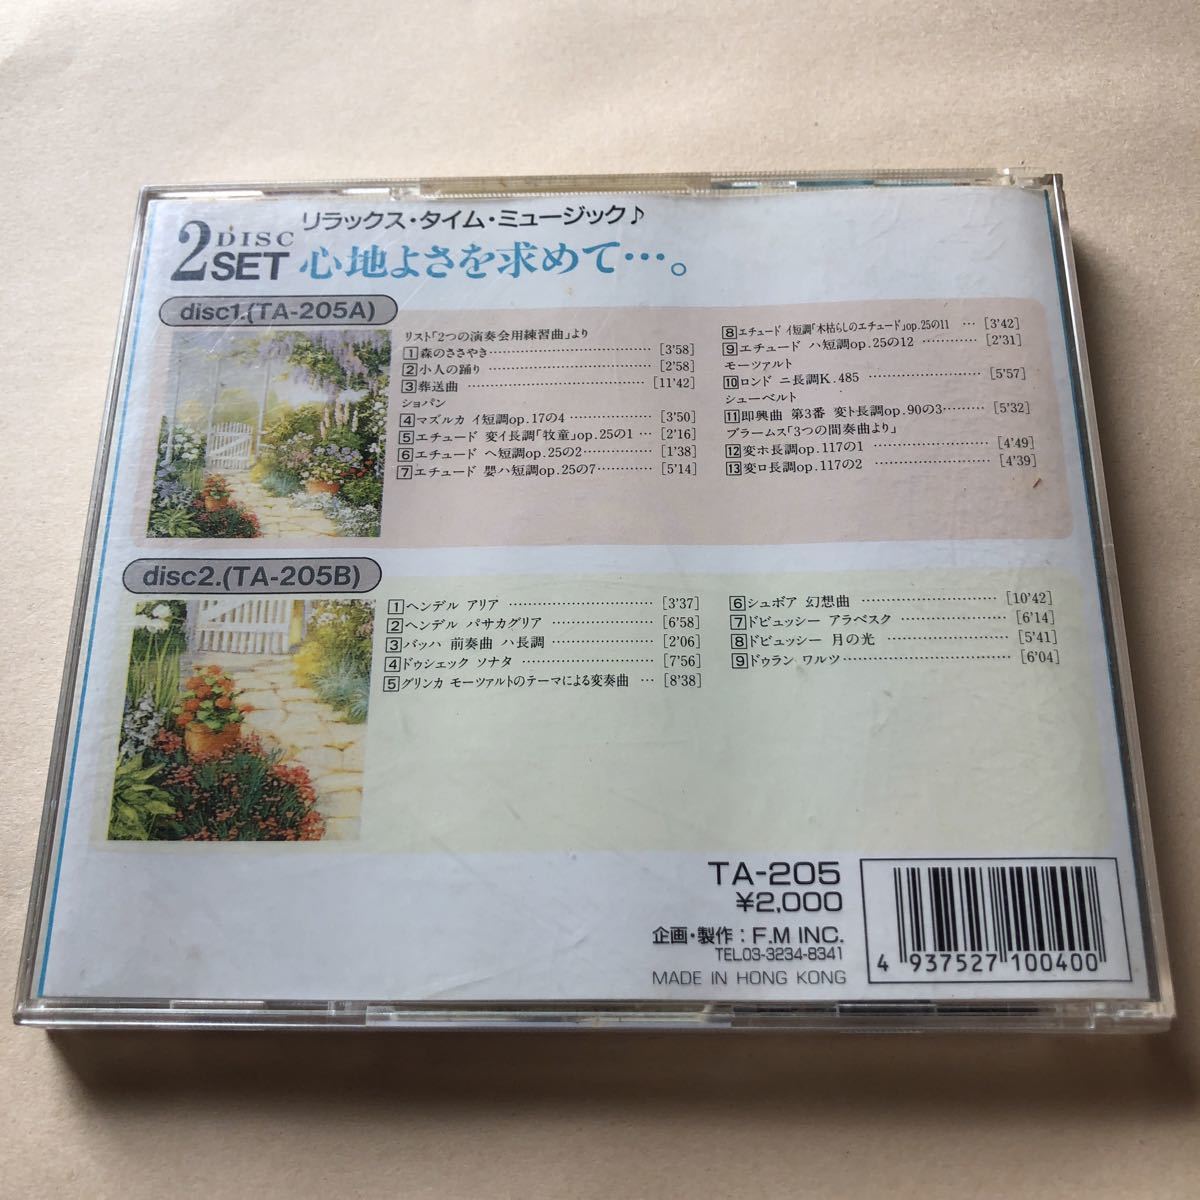 リラックス・タイム・ミュージック♪
2 DISC SET
心地よさを求めて…。
disc1.(TA-205A)
リスト「2つの演奏会用練習曲」より
1 森のささやき………………………[3'58]
2 小人の踊り…………………………[2'58]
3 葬送曲………………………………[11'42]
ショパン
4 マズルカ イ短調op.17の4………………[3'50]
5 エチュード 変イ長調「牧童」op.25の1…[2'16]
6 エチュード ヘ短調op.25の2……………[1'38]
7 エチュード 嬰ハ短調op.25の7…………[5'14]
8 エチュード イ短調「木枯らしのエチュード」op.25の11…[3'42]
9 エチュード ハ短調op.25の12…………[2'31]
モーツァルト
10 ロンド ニ長調K.485……………………[5'57]
シューベルト
11 即興曲 第3番 変ト長調op.90の3………[5'32]
ブラームス「3つの間奏曲より」
12 変ホ長調op.117の1……………………[4'49]
13 変ロ長調op.117の2……………………[4'39]
disc2.(TA-205B)
1 ヘンデル アリア…………………………[3'37]
2 ヘンデル パサカグリア…………………[6'58]
3 バッハ 前奏曲 ハ長調…………………[2'06]
4 ドゥシェック ソナタ……………………[7'56]
5 グリンカ モーツァルトのテーマによる変奏曲…[8'38]
6 シュボア 幻想曲…………………………[10'42]
7 ドビュッシー アラベスク………………[6'14]
8 ドビュッシー 月の光……………………[5'41]
9 ドゥラン ワルツ…………………………[6'04]
TA-205
¥2,000
企画・製作：F.M INC.
TEL03-3234-8341
MADE IN HONG KONG
4 937527 100400